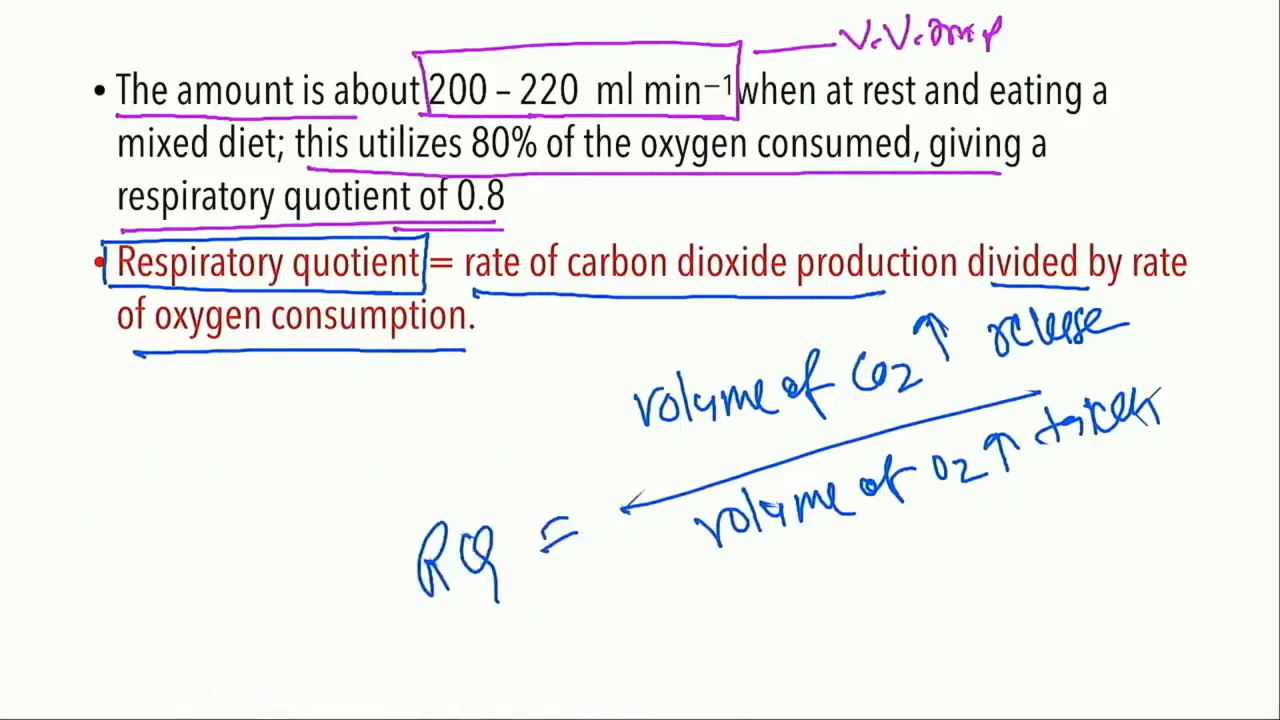 V.V. Imp
• The amount is about 200 – 220 ml min⁻¹ when at rest and eating a
mixed diet; this utilizes 80% of the oxygen consumed, giving a
respiratory quotient of 0.8
• Respiratory quotient = rate of carbon dioxide production divided by rate
of oxygen consumption.
volume of CO2 ↑ release
RQ =
volume of O2 ↑ taken